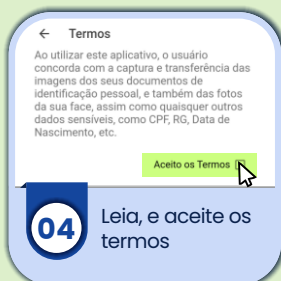 Termos
Ao utilizar este aplicativo, o usuário
concorda com a captura e transferência das
imagens dos seus documentos de
identificação pessoal, e também das fotos
da sua face, assim como quaisquer outros
dados sensíveis, como CPF, RG, Data de
Nascimento, etc.
Aceito os Termos
04
Leia, e aceite os
termos